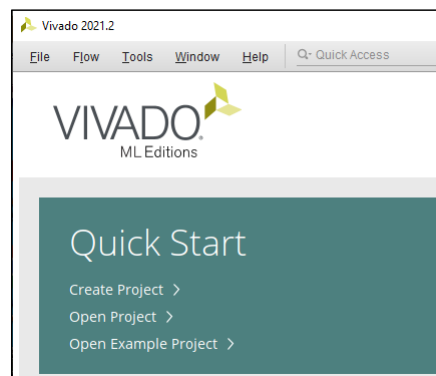 Vivado 2021.2
File Flow Tools Window Help Quick Access
VIVADO.
ML Editions
Quick Start
Create Project >
Open Project >
Open Example Project >